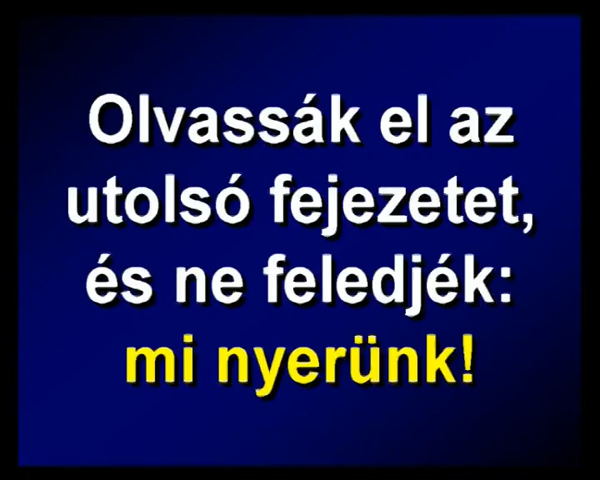 Olvassák el az
utolsó fejezetet,
és ne feledjék:
mi nyerünk!